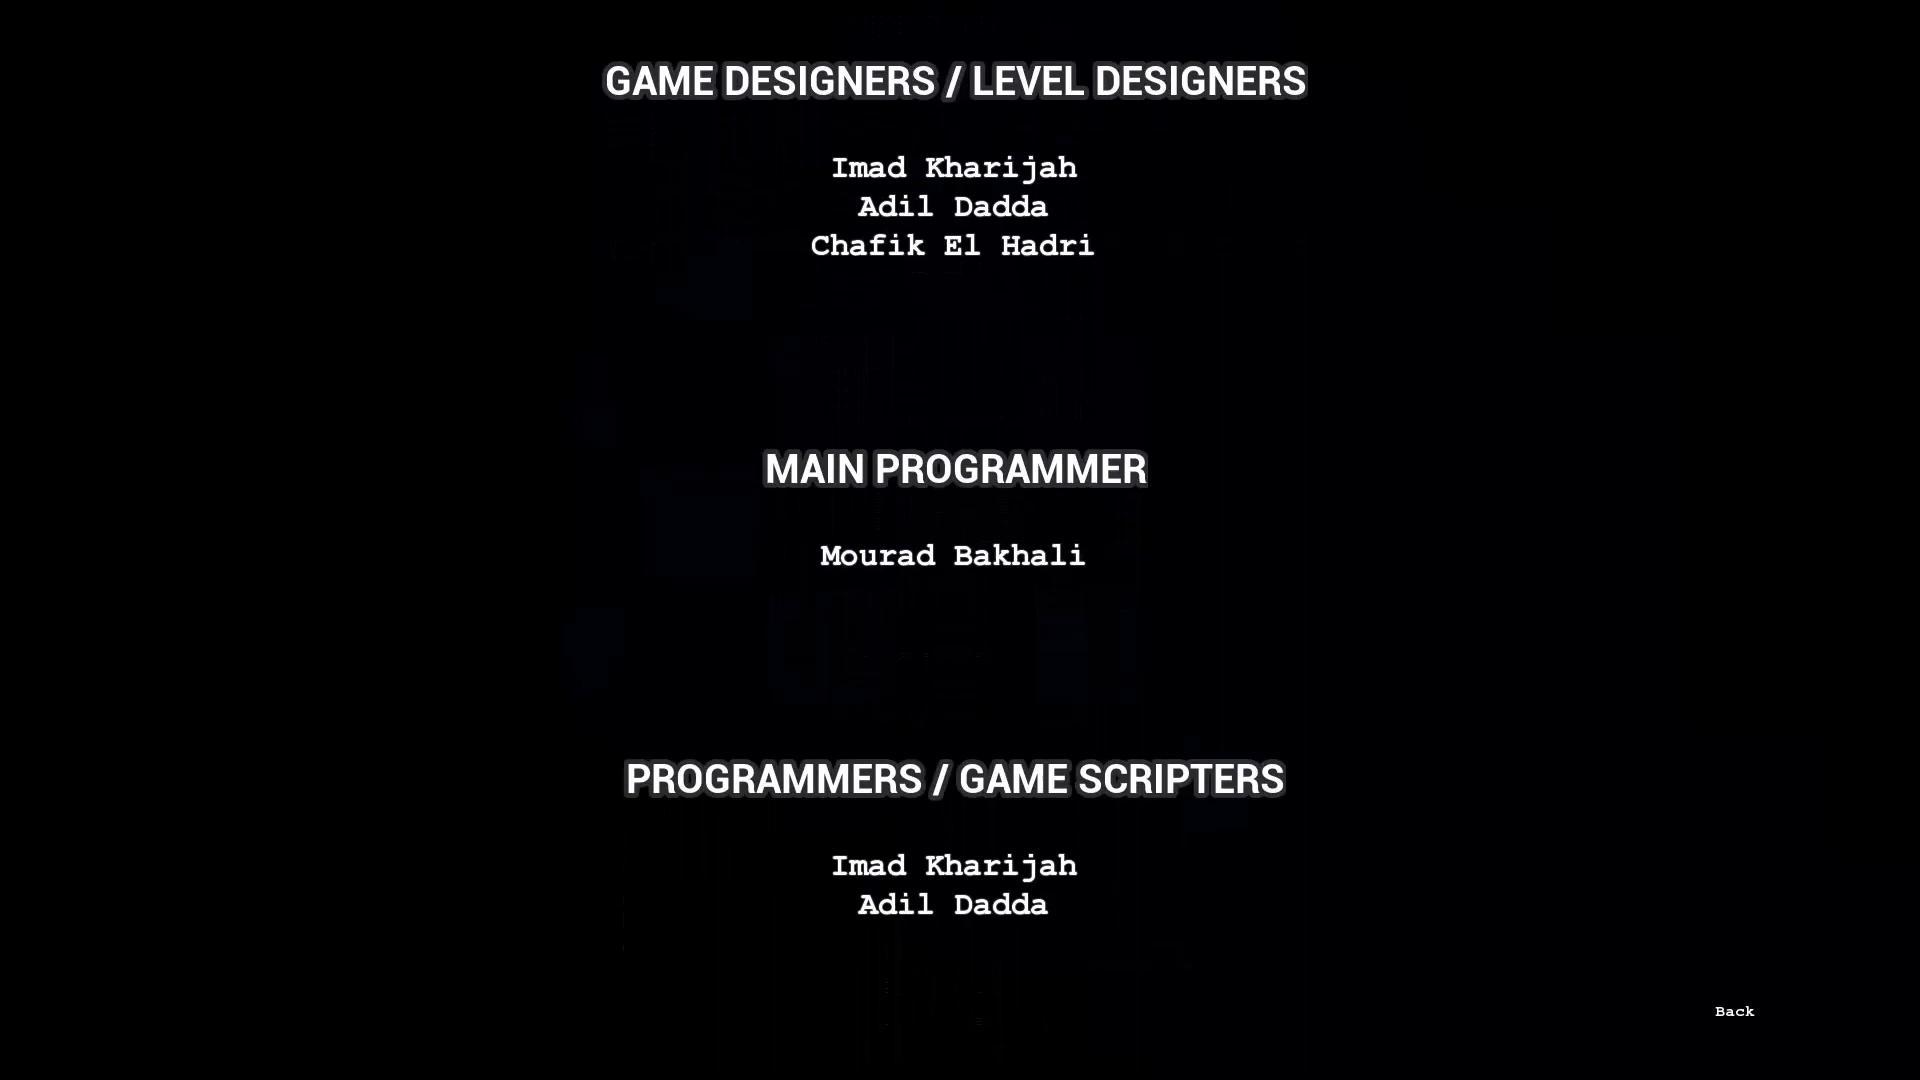 GAME DESIGNERS / LEVEL DESIGNERS
Imad Kharijah
Adil Dadda
Chafik El Hadri
MAIN PROGRAMMER
Mourad Bakhali
PROGRAMMERS / GAME SCRIPTERS
Imad Kharijah
Adil Dadda
Back